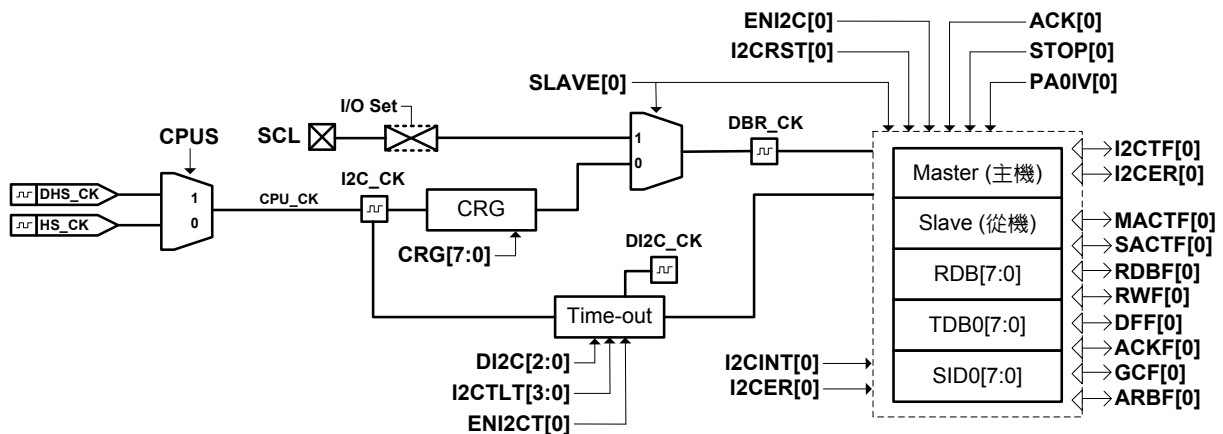 ENI2C[0]
ACK[0]
I2CRST[0]
STOP[0]
SLAVE[0]
PA0IV[0]
I/O Set
CPUS
SCL
1
0
DBR_CK
DHS_CK
HS_CK
1
0
CPU_CK
I2C_CK
CRG
CRG[7:0]
DI2C_CK
Time-out
DI2C[2:0]
I2CTLT[3:0]
ENI2CT[0]
I2CINT[0]
I2CER[0]
Master (主機)
Slave (從機)
RDB[7:0]
TDB0[7:0]
SID0[7:0]
I2CTF[0]
I2CER[0]
MACTF[0]
SACTF[0]
RDBF[0]
RWF[0]
DFF[0]
ACKF[0]
GCF[0]
ARBF[0]